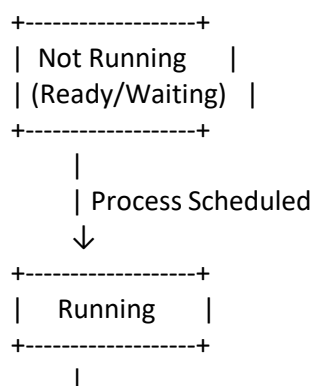 +-------------------+
|  Not Running      |
| (Ready/Waiting)   |
+-------------------+
|
| Process Scheduled
↓
+-------------------+
|     Running       |
+-------------------+
|